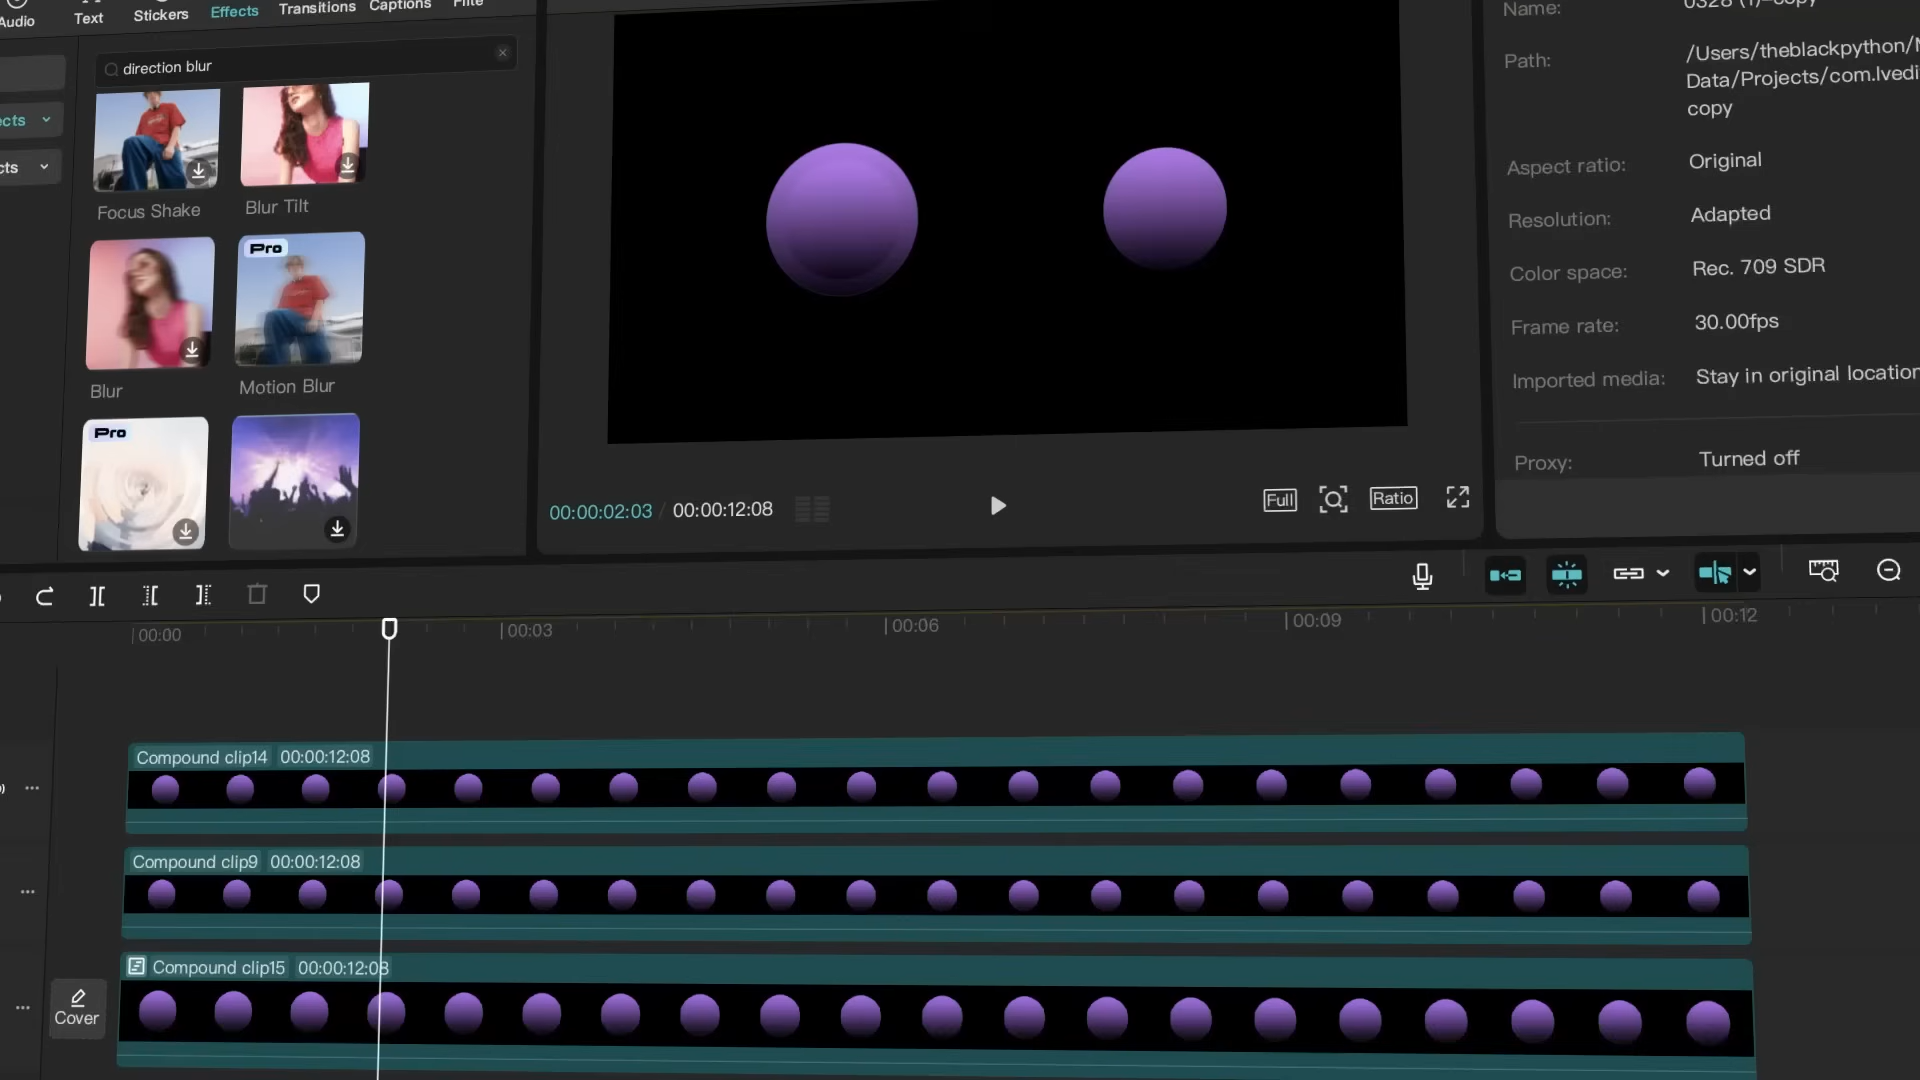 Audio
Text
Stickers
Effects
Transitions
Captions
direction blur
Focus Shake
Blur Tilt
Pro
Blur
Motion Blur
Pro
00:00:02:03 / 00:00:12:08
Full
Ratio
Name:
Path:
/Users/theblackpython/
Data/Projects/com.lvedi
copy
Aspect ratio:
Original
Resolution:
Adapted
Color space:
Rec. 709 SDR
Frame rate:
30.00fps
Imported media:
Stay in original location
Proxy:
Turned off
00:00
00:03
00:06
00:09
00:12
Compound clip14 00:00:12:08
Compound clip9 00:00:12:08
Compound clip15 00:00:12:08
Cover